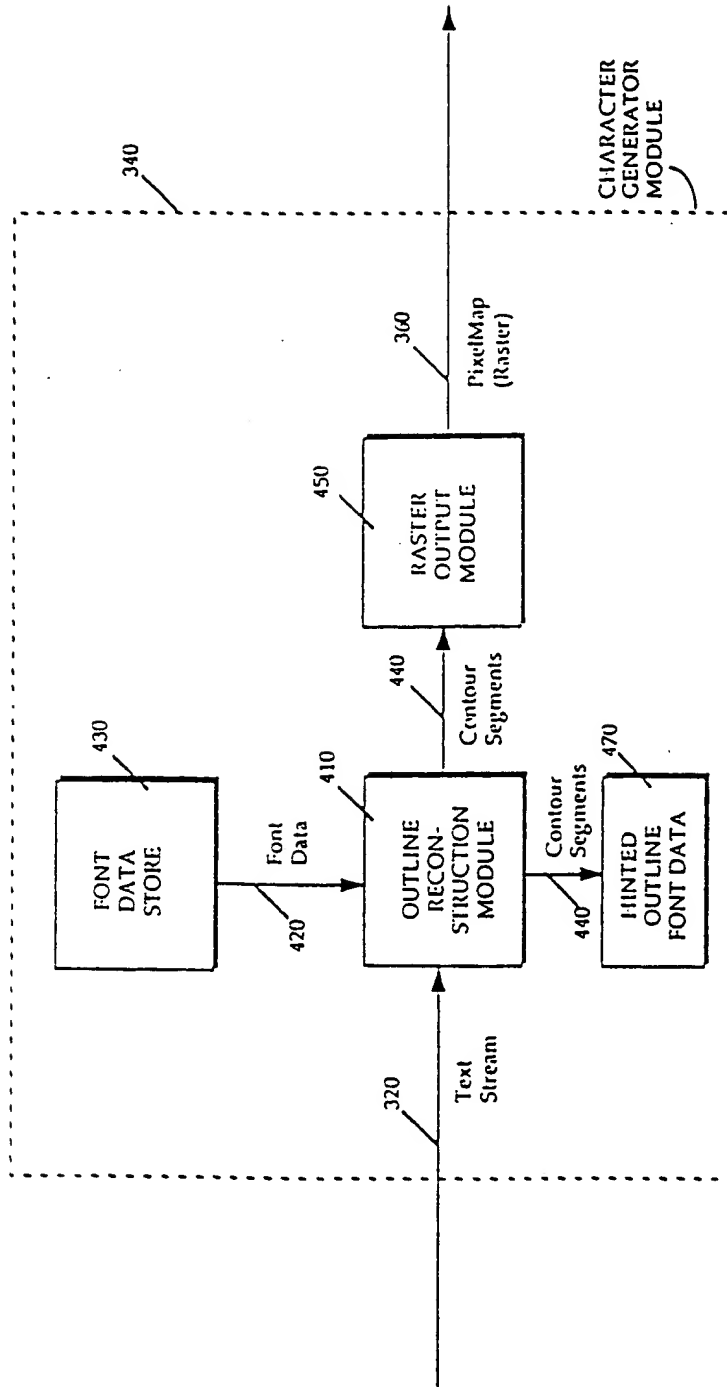 340
CHARACTER
GENERATOR
MODULE
430
FONT
DATA
STORE
Font
Data
420
320
Text
Stream
410
OUTLINE
RECON-
STRUCTION
MODULE
440
Contour
Segments
450
RASTER
OUTPUT
MODULE
360
PixelMap
(Raster)
Contour
Segments
440
470
HINTED
OUTLINE
FONT DATA